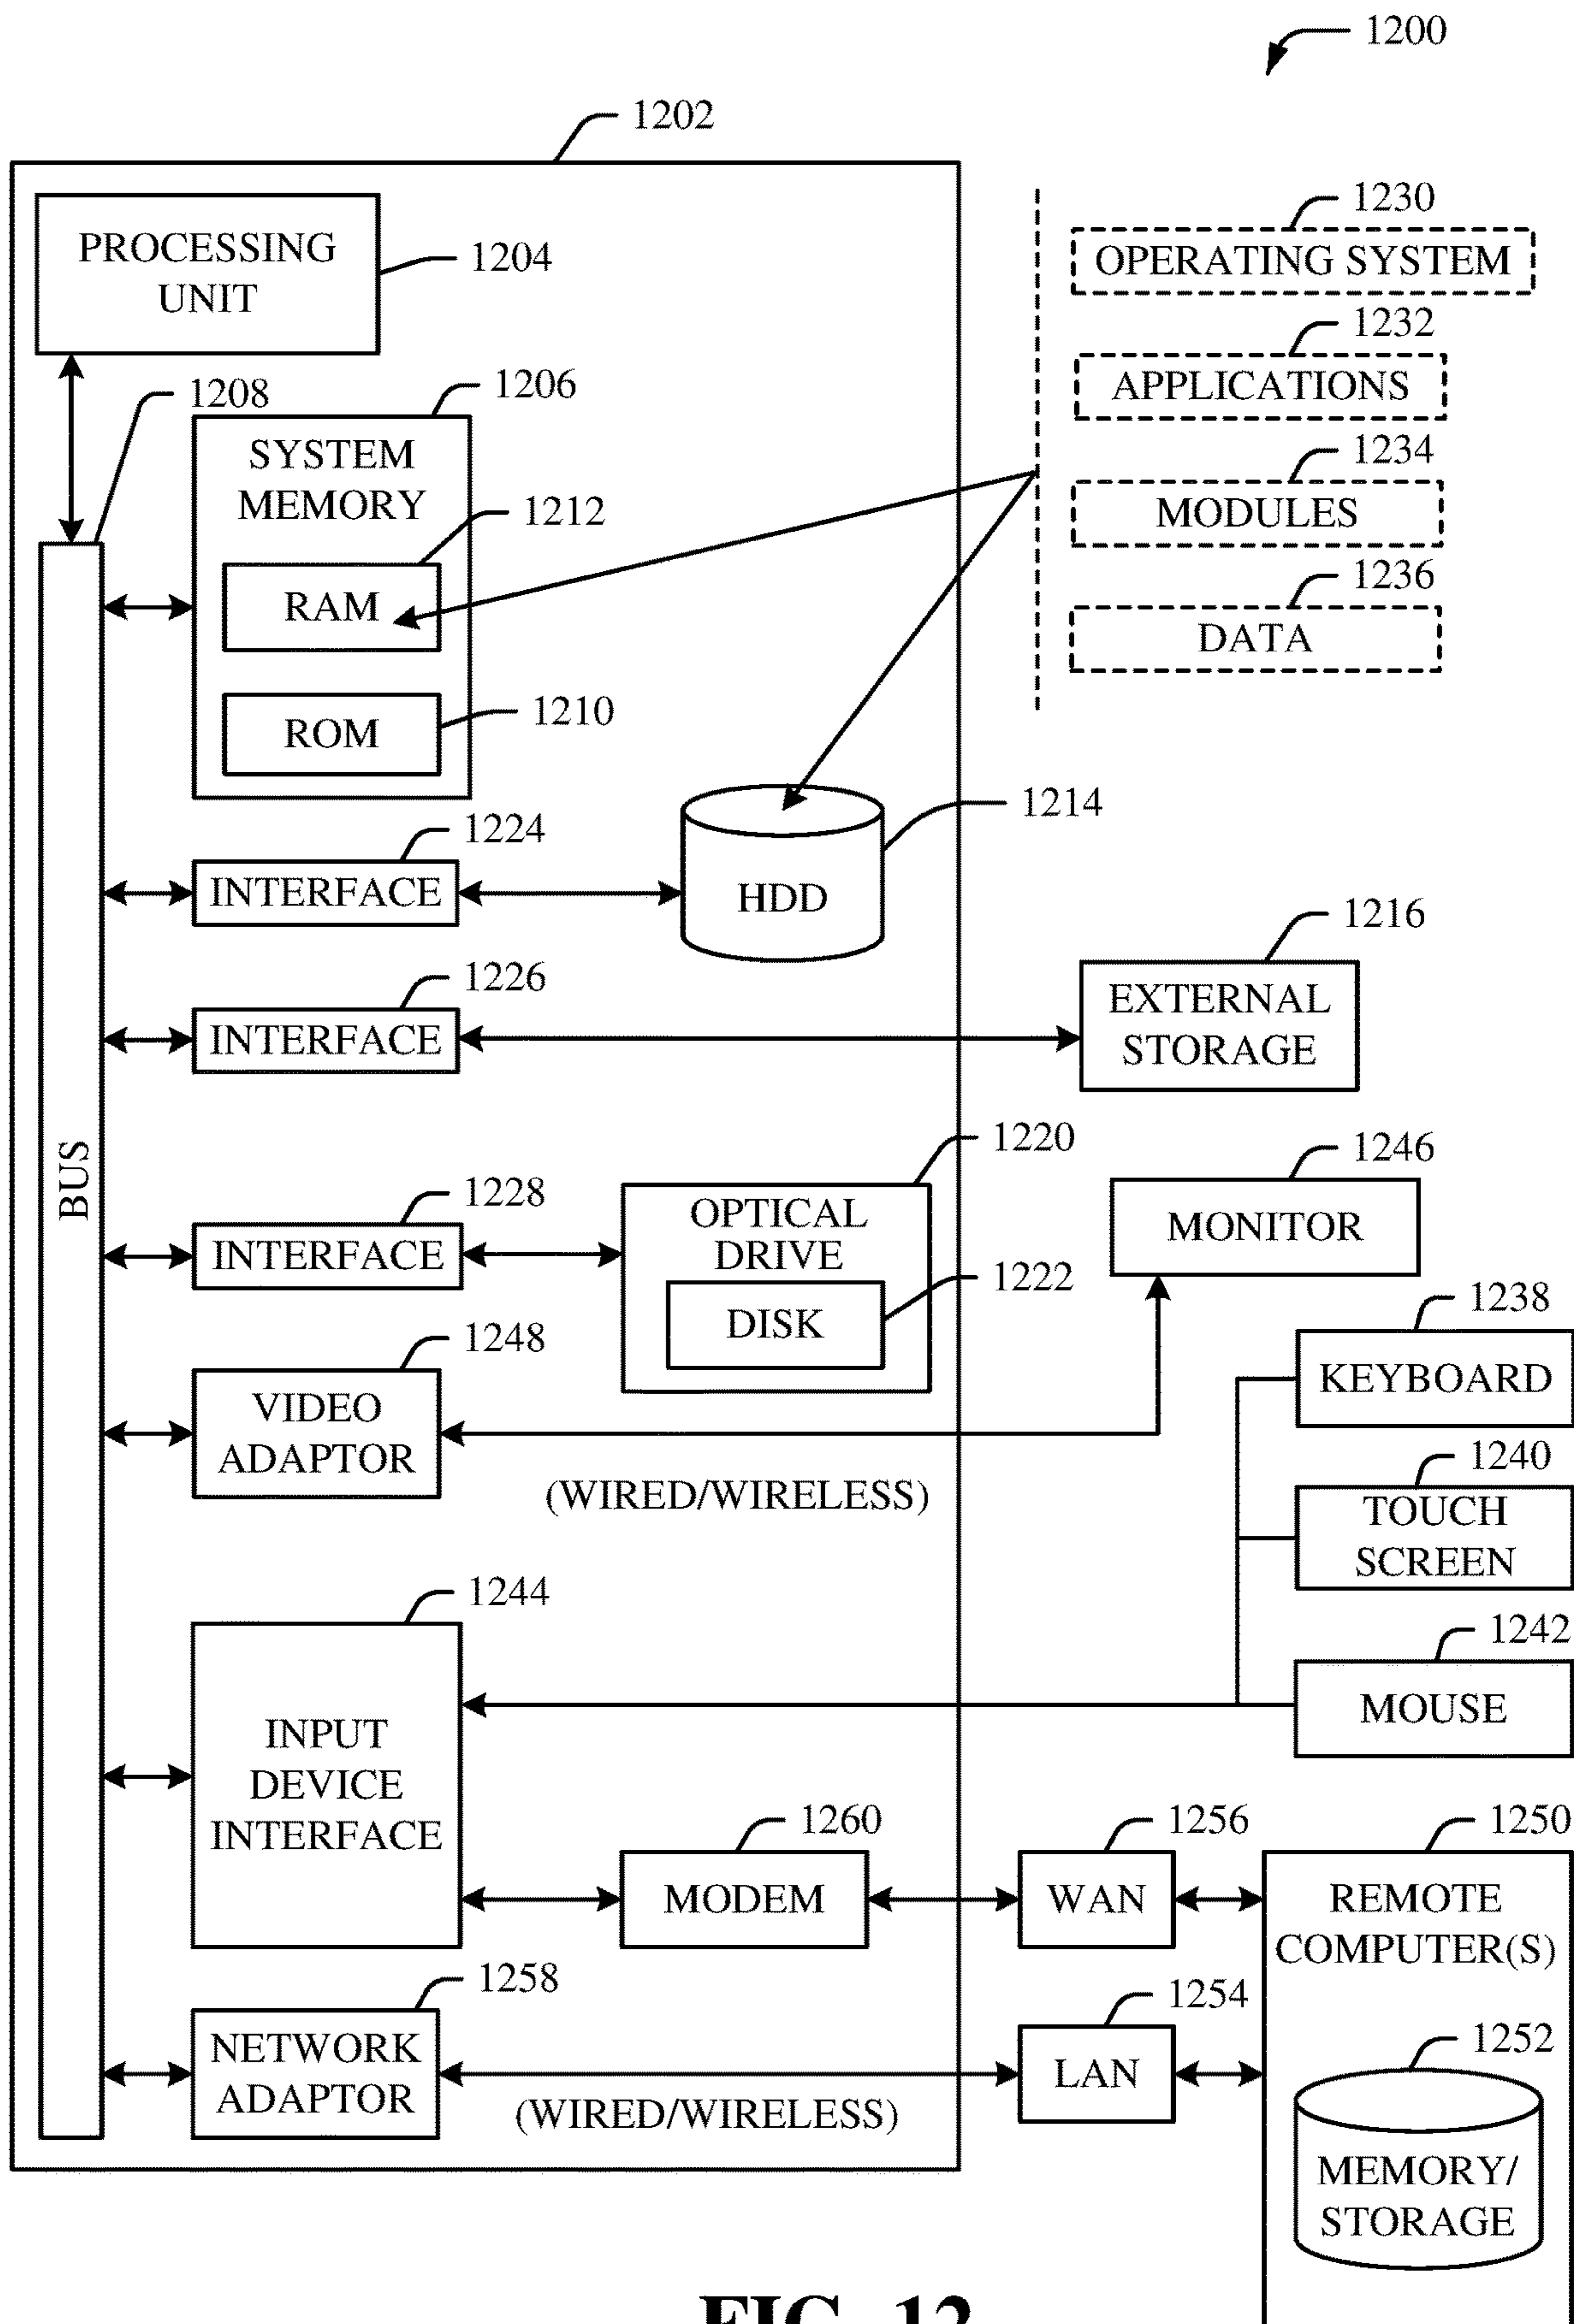 1200
1202
PROCESSING
UNIT
1204
1230
OPERATING SYSTEM
1232
APPLICATIONS
1234
MODULES
1236
DATA
1208
1206
SYSTEM
MEMORY
1212
RAM
1210
ROM
1214
HDD
1224
INTERFACE
1216
EXTERNAL
STORAGE
1226
INTERFACE
BUS
1220
OPTICAL
DRIVE
1222
DISK
1228
INTERFACE
1246
MONITOR
1248
VIDEO
ADAPTOR
(WIRED/WIRELESS)
1238
KEYBOARD
1240
TOUCH
SCREEN
1242
MOUSE
1244
INPUT
DEVICE
INTERFACE
1260
MODEM
1256
WAN
1250
REMOTE
COMPUTER(S)
1258
NETWORK
ADAPTOR
(WIRED/WIRELESS)
1254
LAN
1252
MEMORY/
STORAGE
FIG. 12